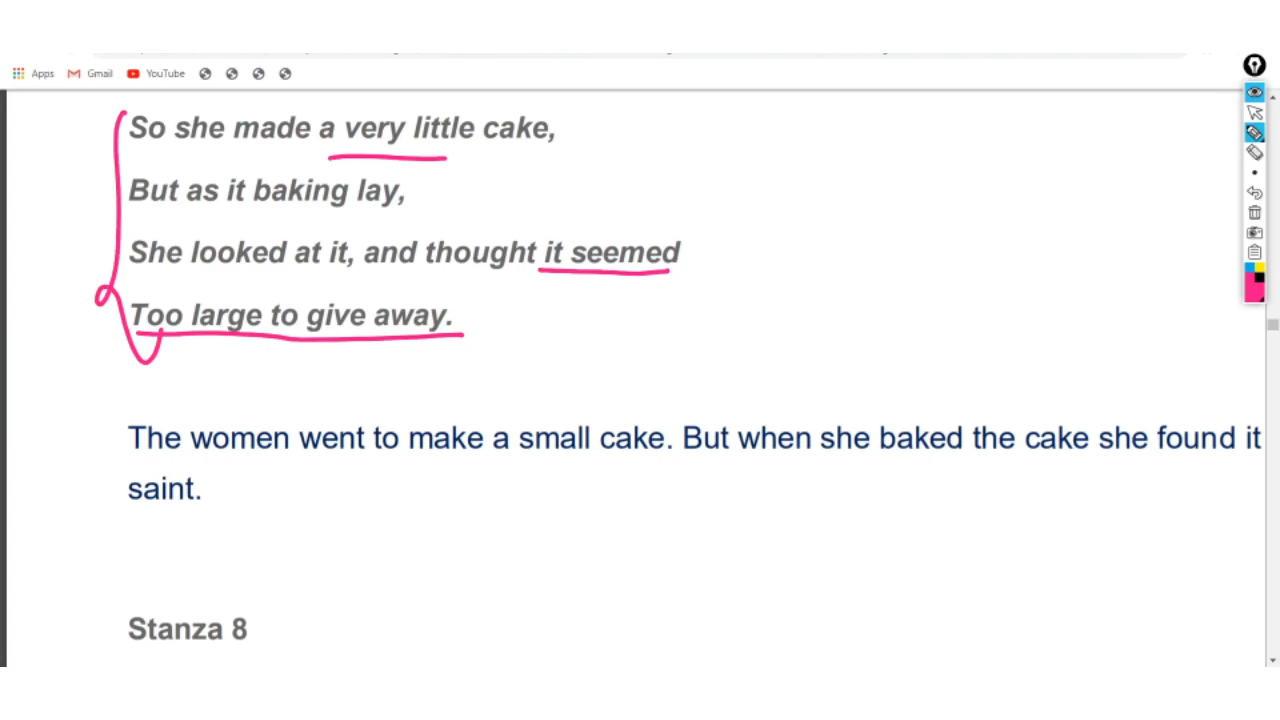 Apps Gmail YouTube
So she made a very little cake,
But as it baking lay,
She looked at it, and thought it seemed
Too large to give away.
The women went to make a small cake. But when she baked the cake she found it
saint.
Stanza 8